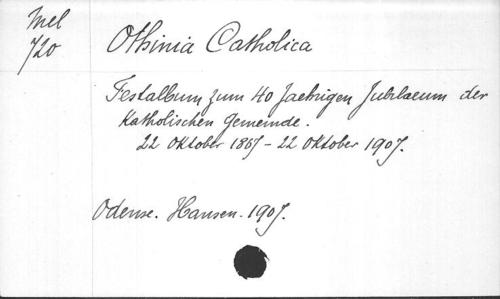 Mel
720
Othinia Catholica
Festalbum zum 40 jaehrigen Jubilaeum der
Katholischen Gemeinde.
22 Oktober 1867 - 22 Oktober 1907.
Odense. Hansen. 1907.